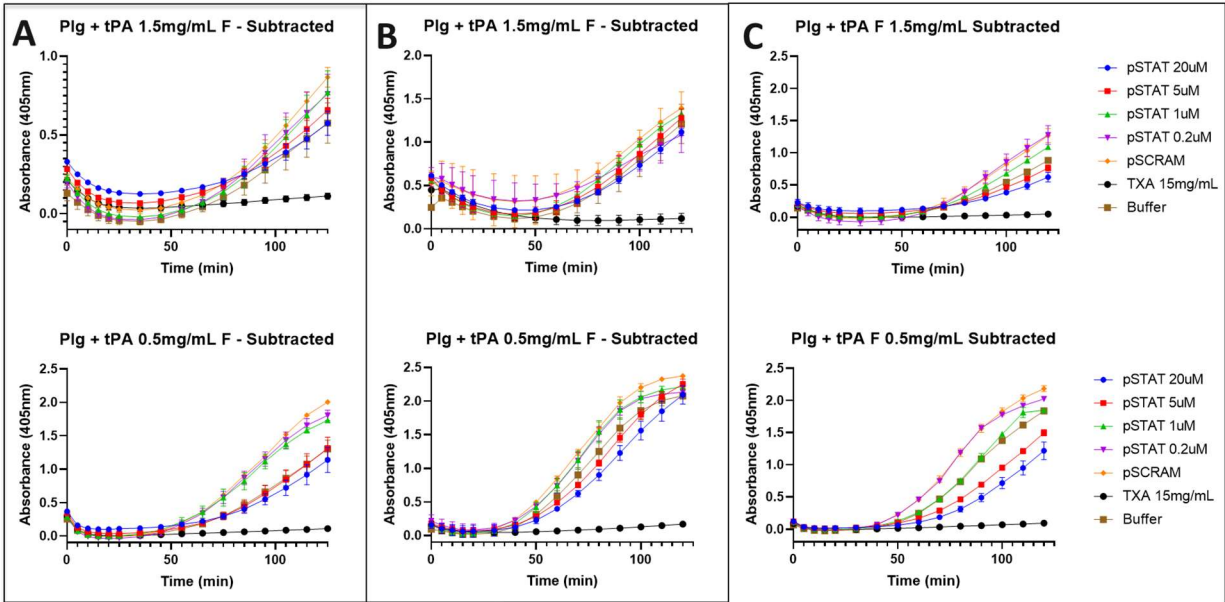 A
Plg + tPA 1.5mg/mL F - Subtracted
Absorbance (405nm)
1.0
0.5
0.0
0
50
100
Time (min)
Plg + tPA 0.5mg/mL F - Subtracted
Absorbance (405nm)
2.5
2.0
1.5
1.0
0.5
0.0
0
50
100
Time (min)
B
Plg + tPA 1.5mg/mL F - Subtracted
Absorbance (405nm)
2.0
1.5
1.0
0.5
0.0
0
50
100
Time (min)
Plg + tPA 0.5mg/mL F - Subtracted
Absorbance (405nm)
2.5
2.0
1.5
1.0
0.5
0.0
0
50
100
Time (min)
C
Plg + tPA F 1.5mg/mL Subtracted
Absorbance (405nm)
2.5
2.0
1.5
1.0
0.5
0.0
0
50
100
Time (min)
pSTAT 20uM
pSTAT 5uM
pSTAT 1uM
pSTAT 0.2uM
pSCRAM
TXA 15mg/mL
Buffer
Plg + tPA F 0.5mg/mL Subtracted
Absorbance (405nm)
2.5
2.0
1.5
1.0
0.5
0.0
0
50
100
Time (min)
pSTAT 20uM
pSTAT 5uM
pSTAT 1uM
pSTAT 0.2uM
pSCRAM
TXA 15mg/mL
Buffer